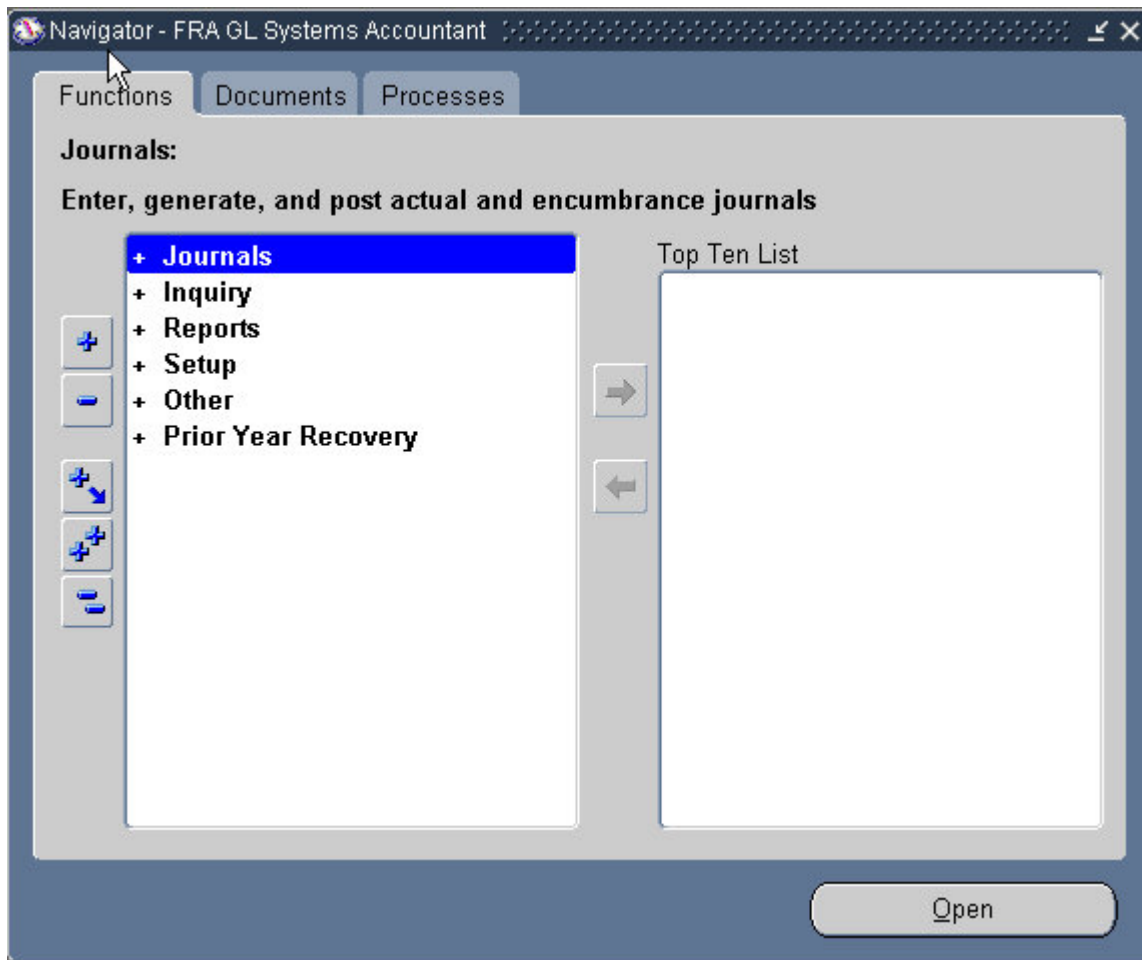 Navigator - FRA GL Systems Accountant
Functions Documents Processes
Journals:
Enter, generate, and post actual and encumbrance journals
+ Journals
+ Inquiry
+ Reports
+ Setup
+ Other
+ Prior Year Recovery
Top Ten List
Open